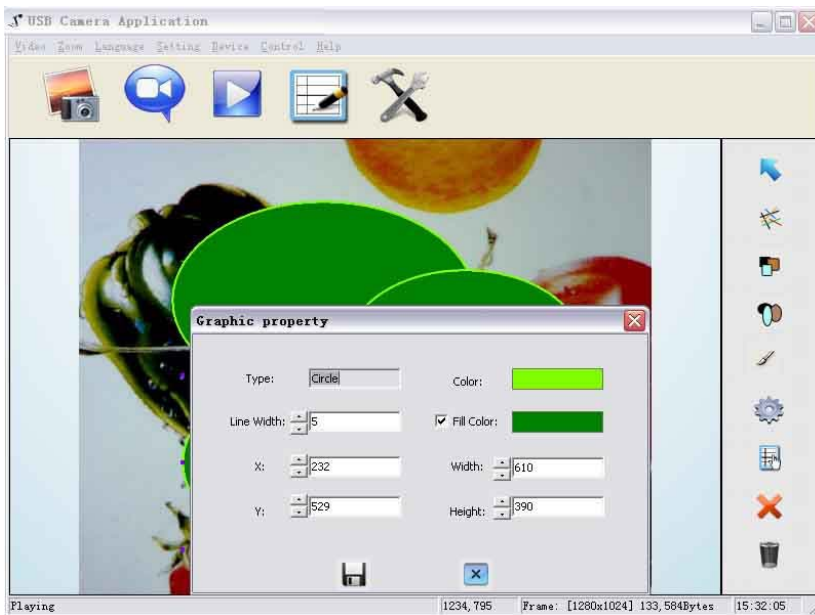 USB Camera Application
Video Zoom Language Setting Device Control Help
Graphic property
Type: Circle Color:
Line Width: 5 Fill Color:
X: 232 Width: 610
Y: 529 Height: 390
Playing 1234,795 Frame: [1280x1024] 133,584Bytes 15:32:05